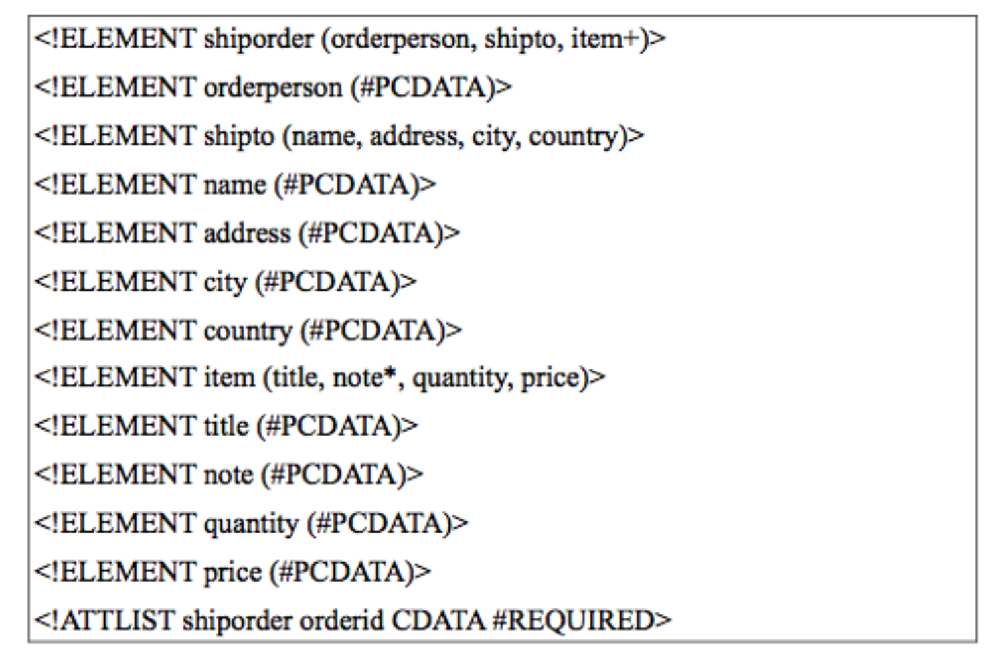 <!ELEMENT shiporder (orderperson, shipto, item+)>
<!ELEMENT orderperson (#PCDATA)>
<!ELEMENT shipto (name, address, city, country)>
<!ELEMENT name (#PCDATA)>
<!ELEMENT address (#PCDATA)>
<!ELEMENT city (#PCDATA)>
<!ELEMENT country (#PCDATA)>
<!ELEMENT item (title, note*, quantity, price)>
<!ELEMENT title (#PCDATA)>
<!ELEMENT note (#PCDATA)>
<!ELEMENT quantity (#PCDATA)>
<!ELEMENT price (#PCDATA)>
<!ATTLIST shiporder orderid CDATA #REQUIRED>